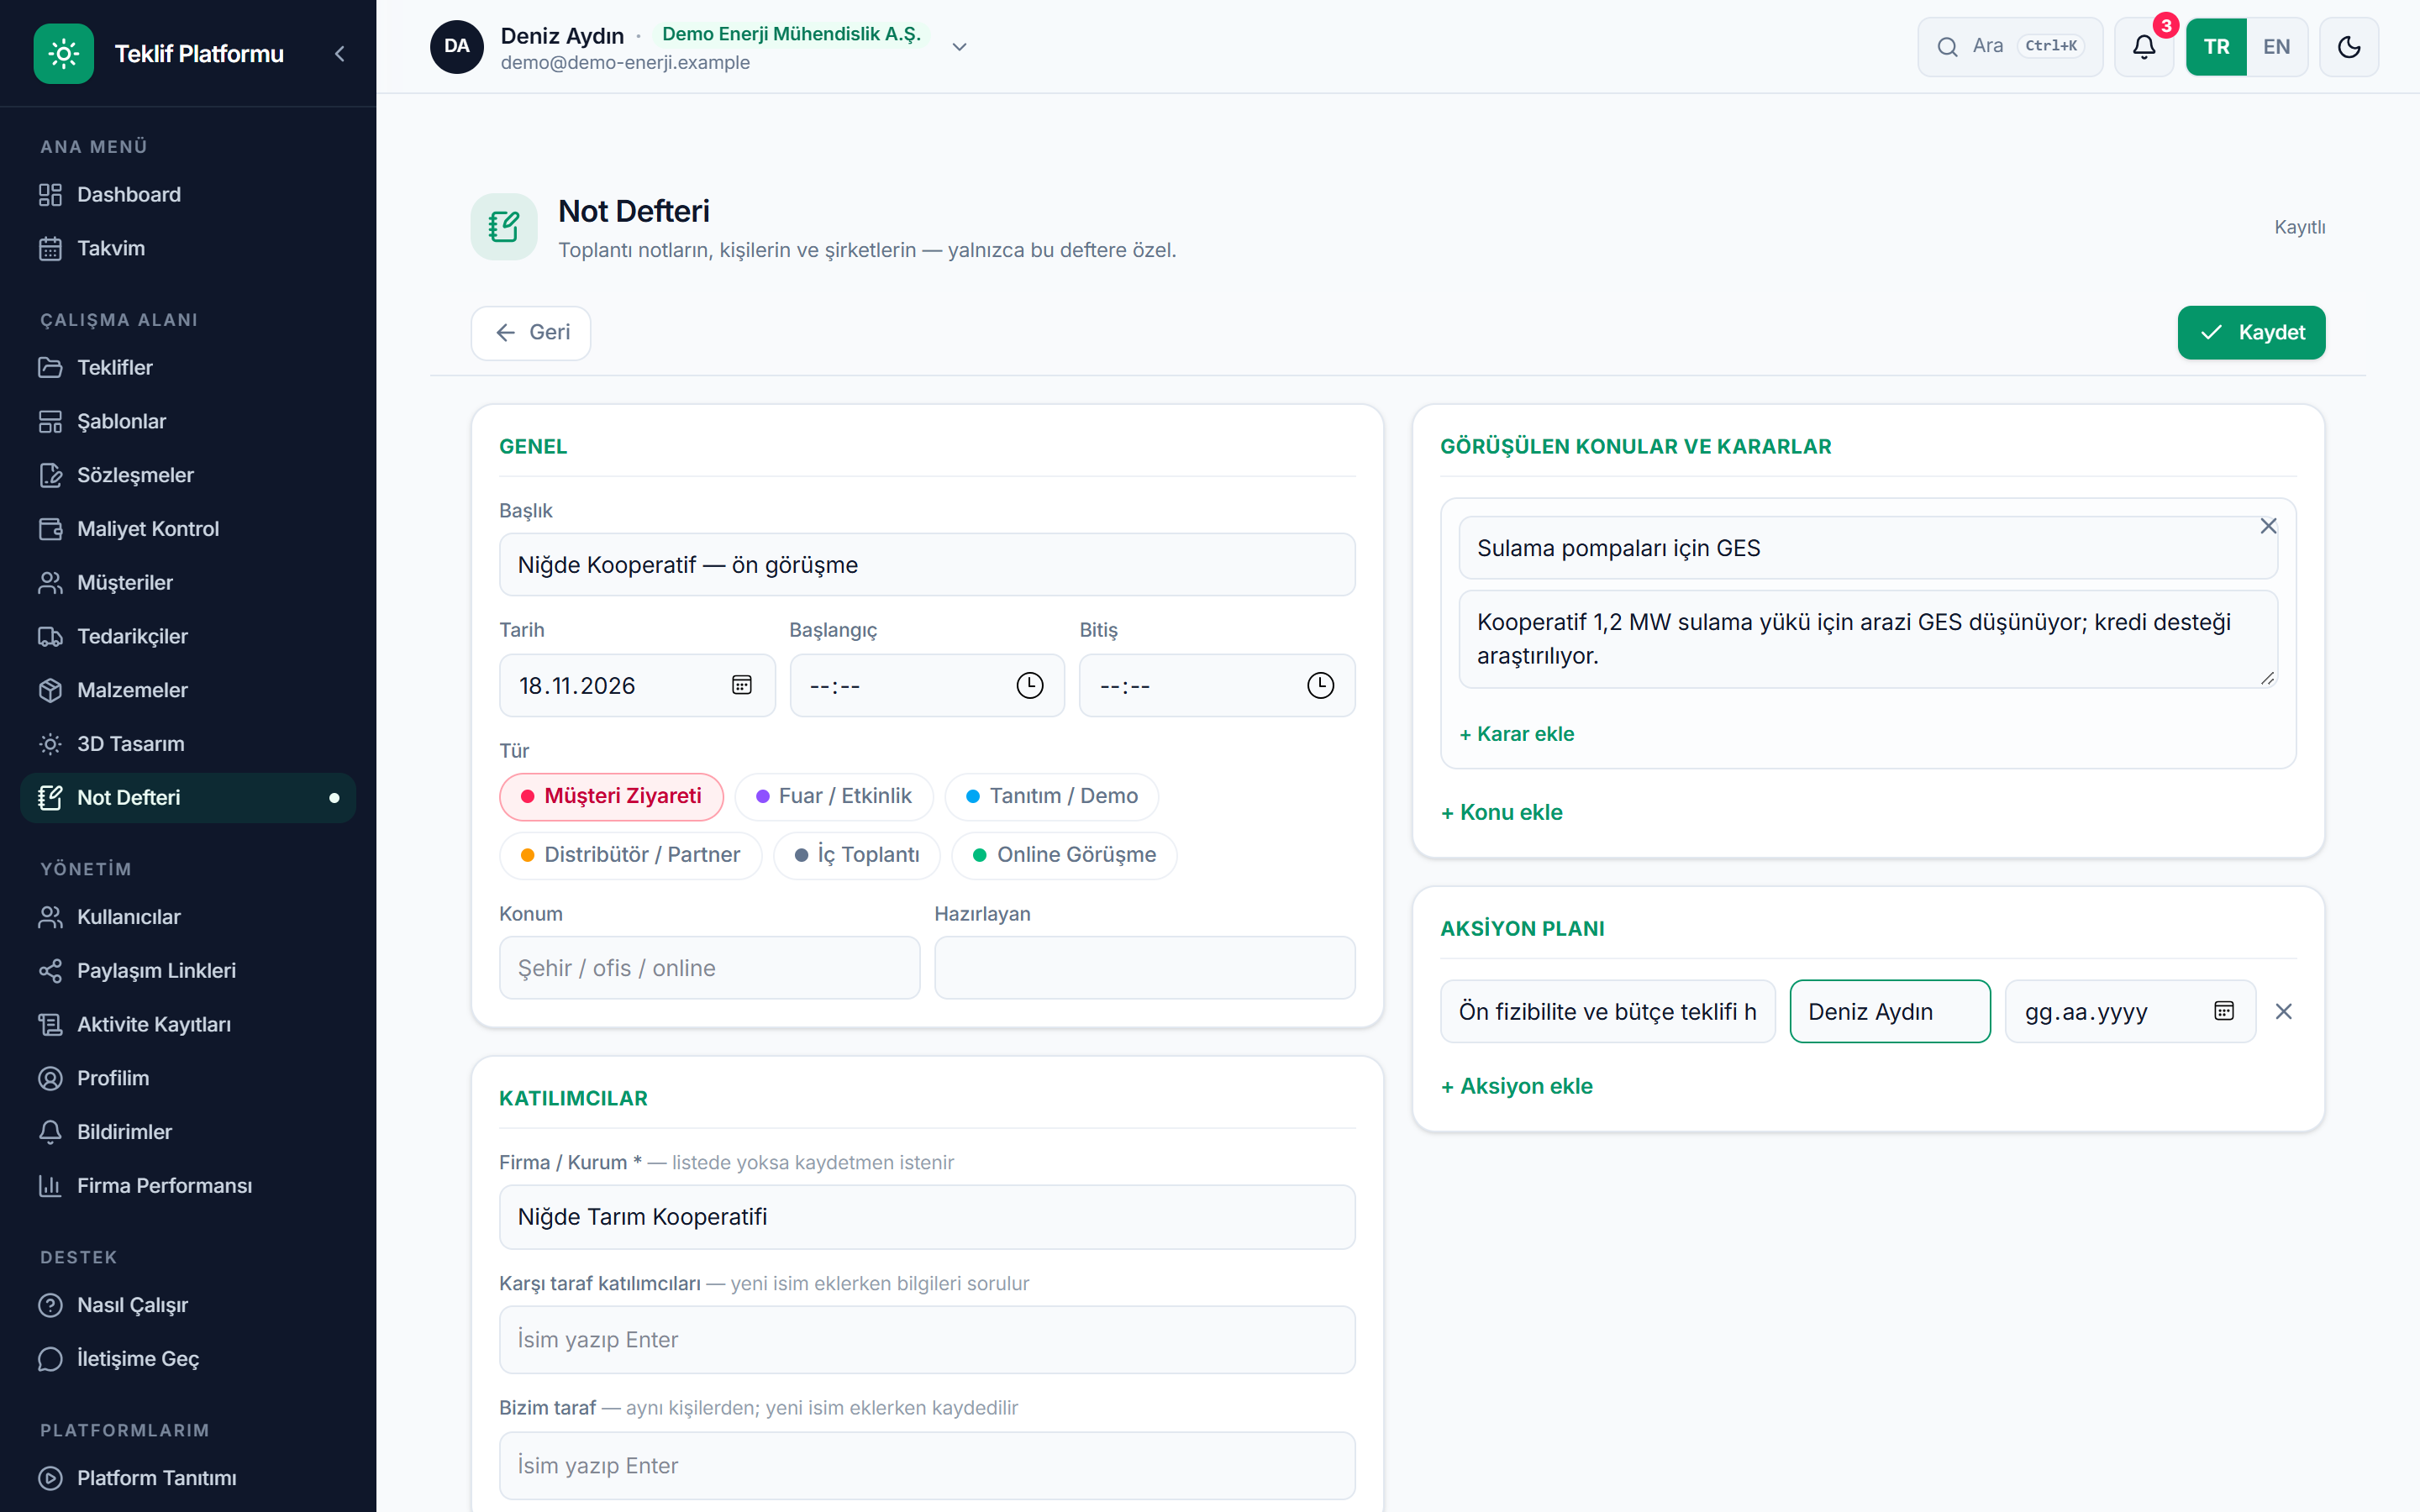 Teklif Platformu
ANA MENÜ
Dashboard
Takvim
ÇALIŞMA ALANI
Teklifler
Şablonlar
Sözleşmeler
Maliyet Kontrol
Müşteriler
Tedarikçiler
Malzemeler
3D Tasarım
Not Defteri
YÖNETİM
Kullanıcılar
Paylaşım Linkleri
Aktivite Kayıtları
Profilim
Bildirimler
Firma Performansı
DESTEK
Nasıl Çalışır
İletişime Geç
PLATFORMLARIM
Platform Tanıtımı
DA
Deniz Aydın · Demo Enerji Mühendislik A.Ş.
demo@demo-enerji.example
Ara Ctrl+K
3
TR EN
Not Defteri
Toplantı notların, kişilerin ve şirketlerin — yalnızca bu deftere özel.
Kayıtlı
Geri
Kaydet
GENEL
Başlık
Niğde Kooperatif — ön görüşme
Tarih Başlangıç Bitiş
18.11.2026 --:-- --:--
Tür
Müşteri Ziyareti Fuar / Etkinlik Tanıtım / Demo
Distribütör / Partner İç Toplantı Online Görüşme
Konum Hazırlayan
Şehir / ofis / online
KATILIMCILAR
Firma / Kurum * — listede yoksa kaydetmen istenir
Niğde Tarım Kooperatifi
Karşı taraf katılımcıları — yeni isim eklerken bilgileri sorulur
İsim yazıp Enter
Bizim taraf — aynı kişilerden; yeni isim eklerken kaydedilir
İsim yazıp Enter
GÖRÜŞÜLEN KONULAR VE KARARLAR
Sulama pompaları için GES
Kooperatif 1,2 MW sulama yükü için arazi GES düşünüyor; kredi desteği
araştırılıyor.
+ Karar ekle
+ Konu ekle
AKSİYON PLANI
Ön fizibilite ve bütçe teklifi h Deniz Aydın gg.aa.yyyy
+ Aksiyon ekle